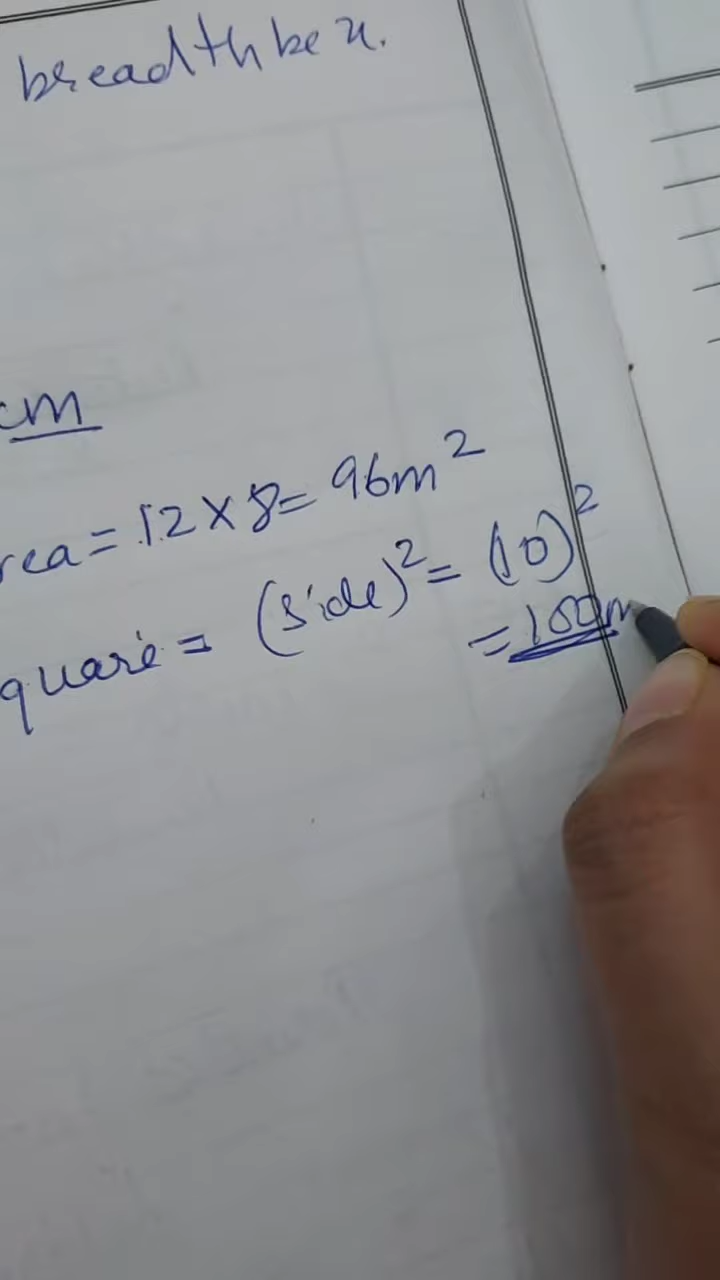 breadth be x.
cm
rea = 12 × 8 = 96m²
quare = (side)² = (10)²
= 100m